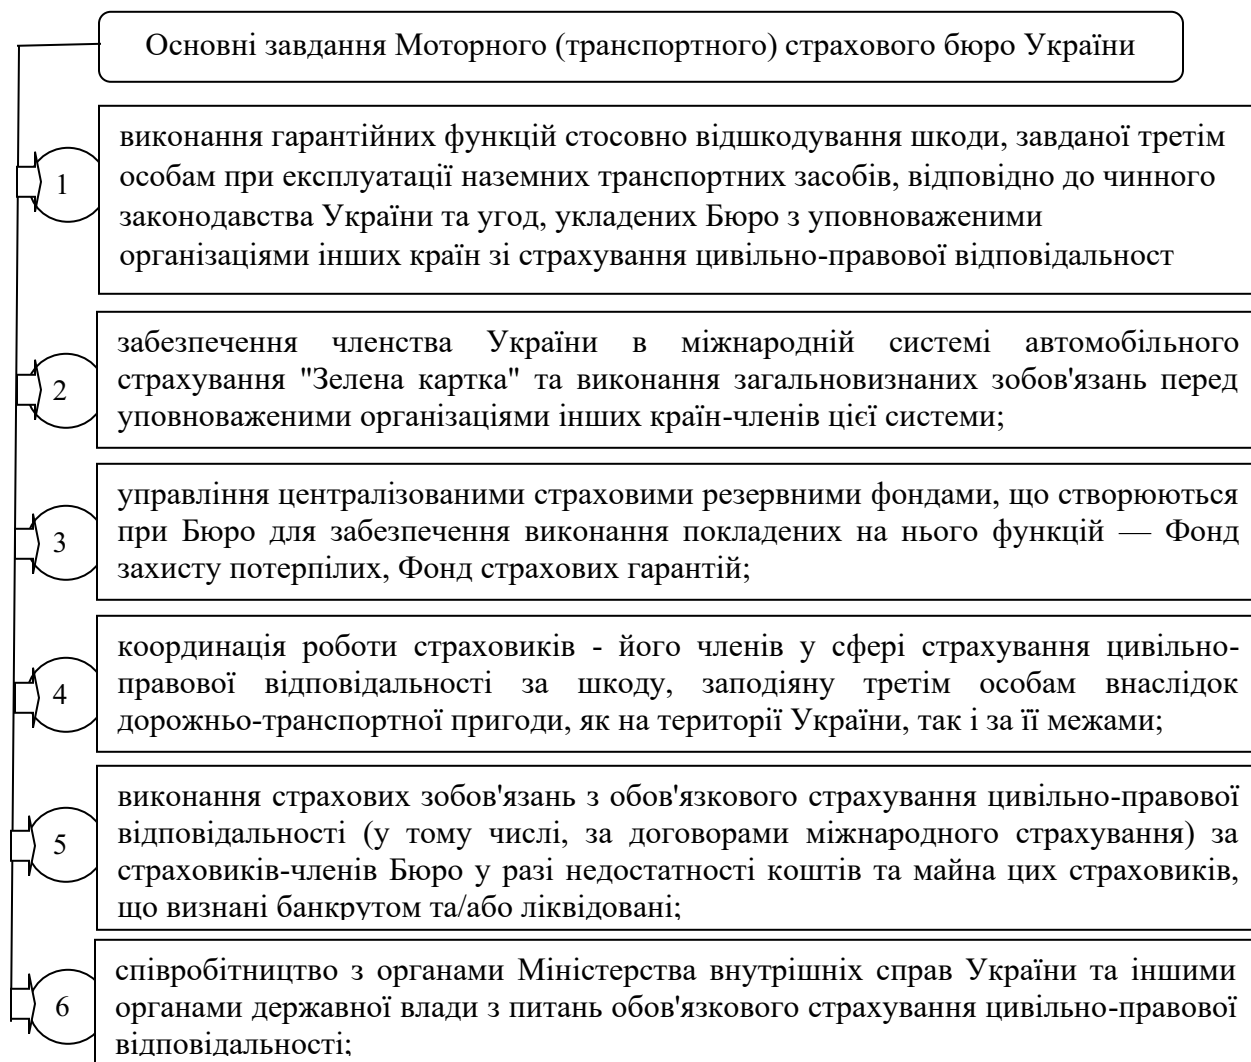 Основні завдання Моторного (транспортного) страхового бюро України
1
виконання гарантійних функцій стосовно відшкодування шкоди, завданої третім
особам при експлуатації наземних транспортних засобів, відповідно до чинного
законодавства України та угод, укладених Бюро з уповноваженими
організаціями інших країн зі страхування цивільно-правової відповідальност
2
забезпечення членства України в міжнародній системі автомобільного
страхування "Зелена картка" та виконання загальновизнаних зобов'язань перед
уповноваженими організаціями інших країн-членів цієї системи;
3
управління централізованими страховими резервними фондами, що створюються
при Бюро для забезпечення виконання покладених на нього функцій — Фонд
захисту потерпілих, Фонд страхових гарантій;
4
координація роботи страховиків - його членів у сфері страхування цивільно-
правової відповідальності за шкоду, заподіяну третім особам внаслідок
дорожньо-транспортної пригоди, як на території України, так і за її межами;
5
виконання страхових зобов'язань з обов'язкового страхування цивільно-правової
відповідальності (у тому числі, за договорами міжнародного страхування) за
страховиків-членів Бюро у разі недостатності коштів та майна цих страховиків,
що визнані банкрутом та/або ліквідовані;
6
співробітництво з органами Міністерства внутрішніх справ України та іншими
органами державної влади з питань обов'язкового страхування цивільно-правової
відповідальності;